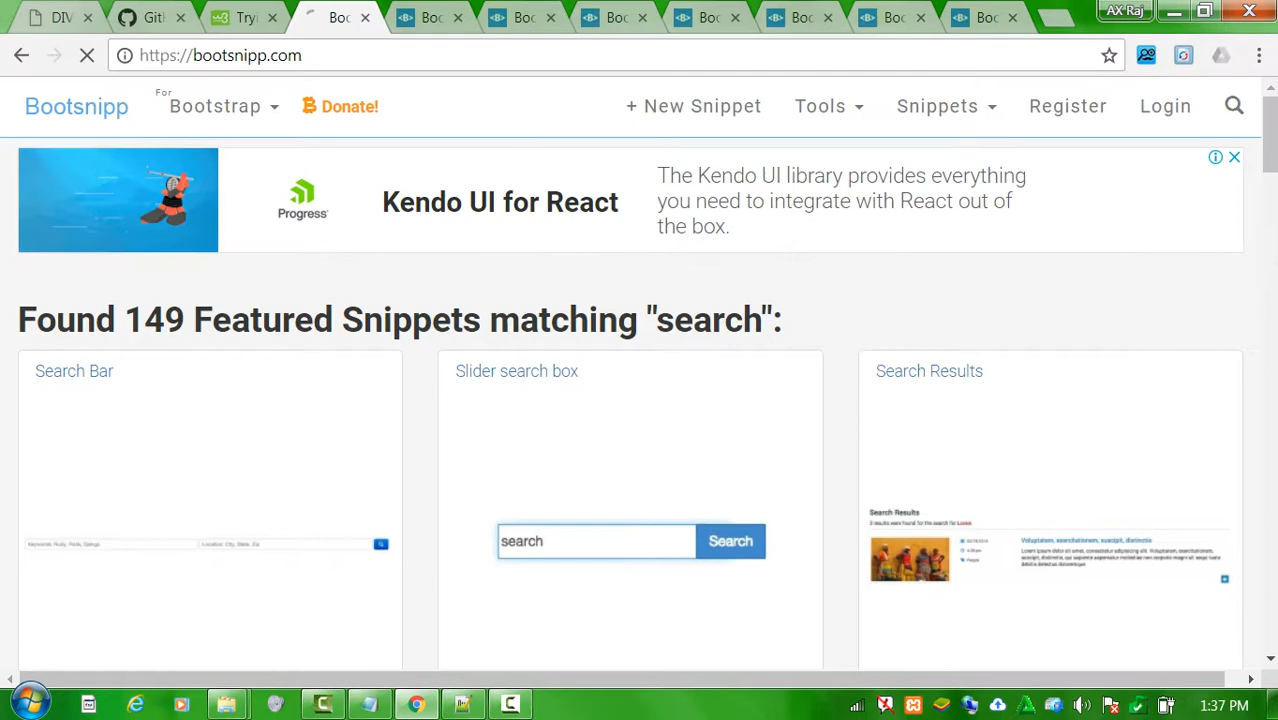 DIV
Gith
Tryi
Boo
Boo
Boo
Boo
Boo
Boo
Boo
Boo
AX Raj
https://bootsnipp.com
Bootsnipp
For
Bootstrap
Donate!
+ New Snippet
Tools
Snippets
Register
Login
Progress
Kendo UI for React
The Kendo UI library provides everything
you need to integrate with React out of
the box.
Found 149 Featured Snippets matching "search":
Search Bar
Slider search box
Search Results
search
Search
Search Results
1:37 PM